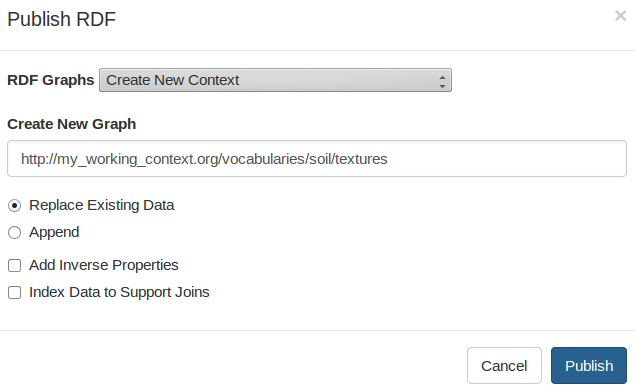 Publish RDF ×
RDF Graphs Create New Context
Create New Graph
http://my_working_context.org/vocabularies/soil/textures
Replace Existing Data
Append
Add Inverse Properties
Index Data to Support Joins
Cancel Publish